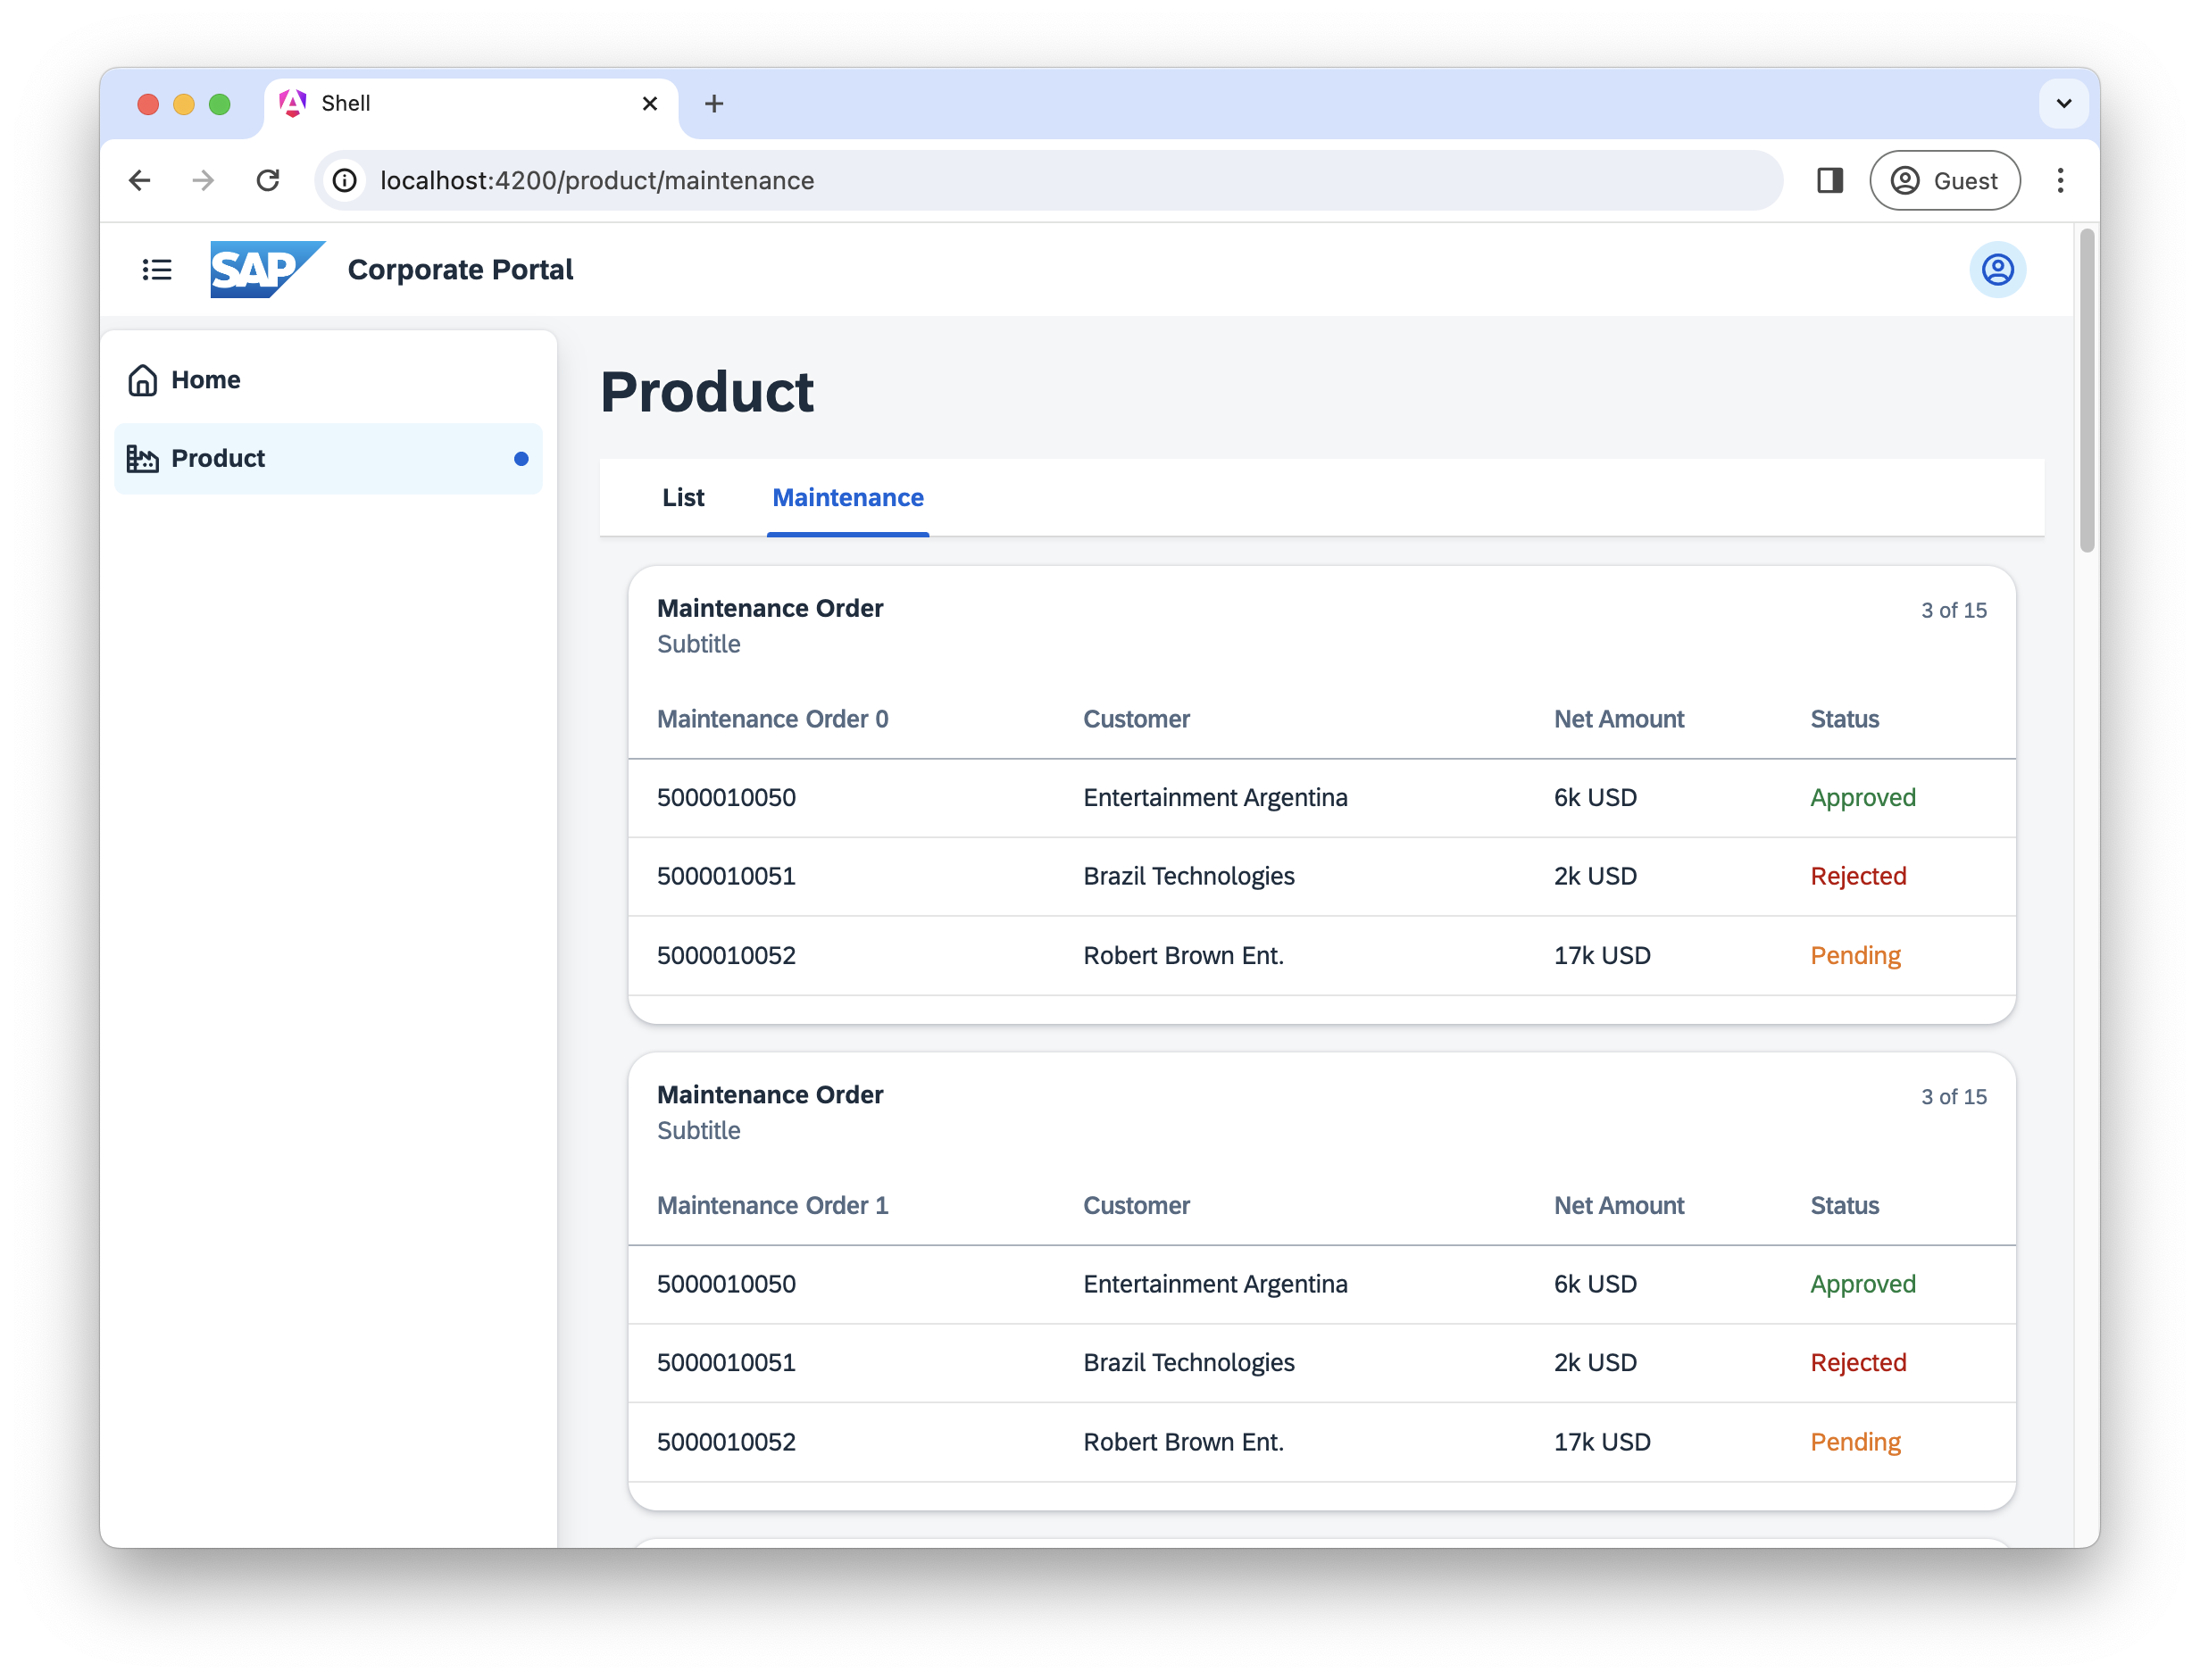 Shell
localhost:4200/product/maintenance
Guest
SAP Corporate Portal
Home
Product
Product
List Maintenance
Maintenance Order 3 of 15
Subtitle
Maintenance Order 0 Customer Net Amount Status
5000010050 Entertainment Argentina 6k USD Approved
5000010051 Brazil Technologies 2k USD Rejected
5000010052 Robert Brown Ent. 17k USD Pending
Maintenance Order 3 of 15
Subtitle
Maintenance Order 1 Customer Net Amount Status
5000010050 Entertainment Argentina 6k USD Approved
5000010051 Brazil Technologies 2k USD Rejected
5000010052 Robert Brown Ent. 17k USD Pending